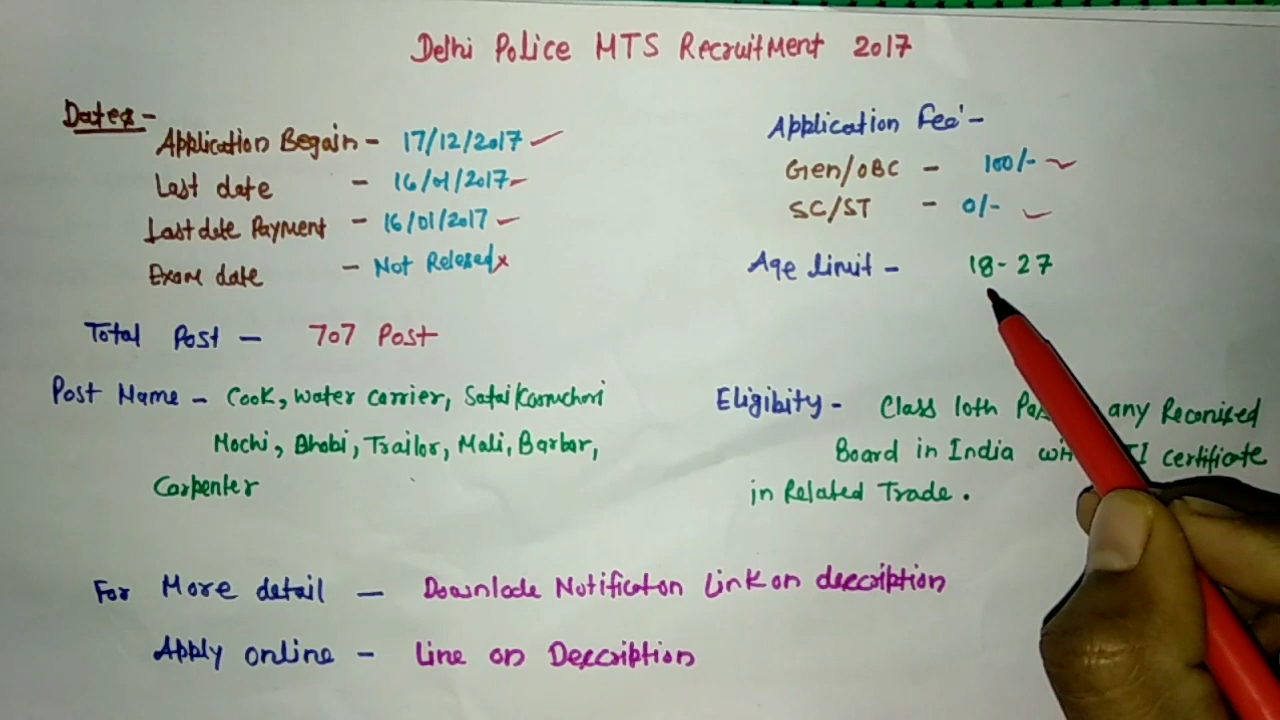 Delhi Police MTS Recruitment 2017
Dates -
Application Begain - 17/12/2017
Last date - 16/01/2017
Last date Payment - 16/01/2017
Exam date - Not Relesed x
Application Fee -
Gen/OBC - 100/-
SC/ST - 0/-
Age limit - 18-27
Total Post - 707 Post
Post Name - Cook, water carrier, Safai Karmchari
Mochi, Dhobi, Trailor, Mali, Barbar,
Carpenter
Eligibity - Class 10th any Reconised
Board in India certificate
in Related Trade.
For More detail - Downlode Notification Link on description
Apply online - Line on Description